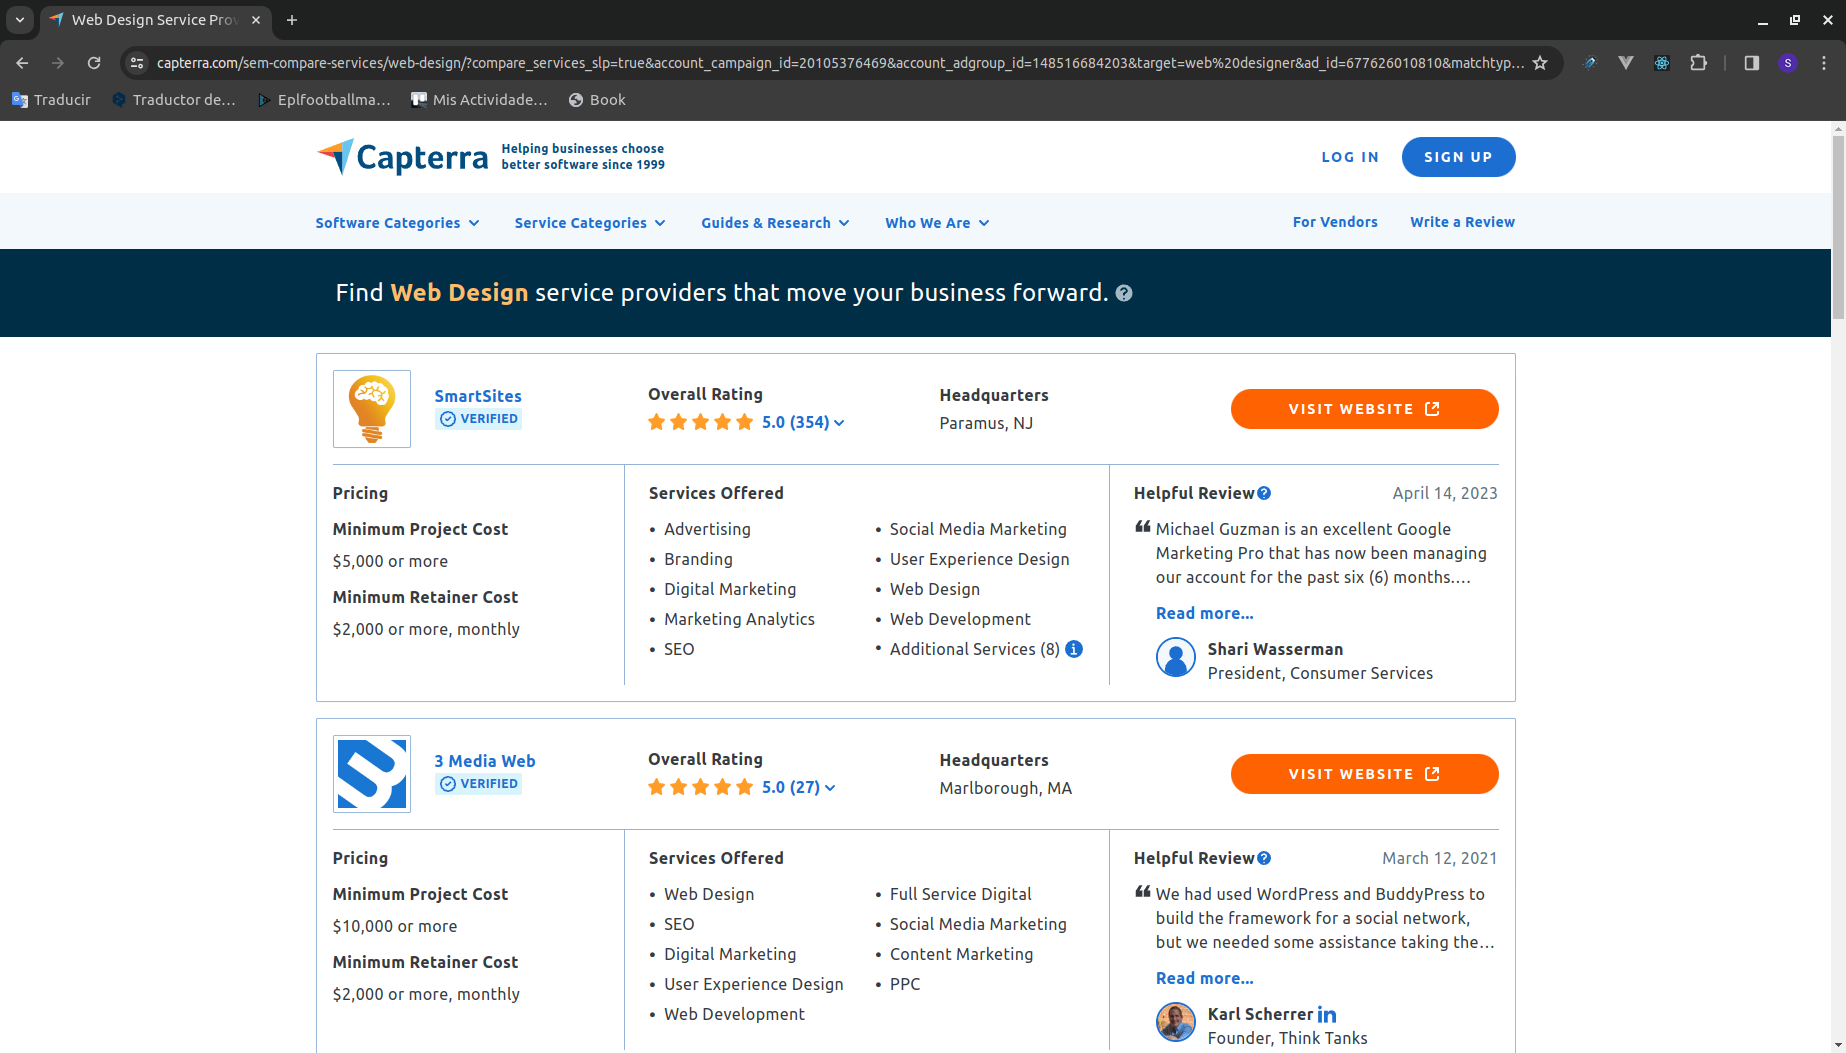 Web Design Service Prov
capterra.com/sem-compare-services/web-design/?compare_services_slp=true&account_campaign_id=20105376469&account_adgroup_id=148516684203&target=web%20designer&ad_id=677626010810&matchtyp...
S
Traducir
Traductor de...
Eplfootballma...
Mis Actividade...
Book
Capterra
Helping businesses choose
better software since 1999
LOG IN
SIGN UP
Software Categories
Service Categories
Guides & Research
Who We Are
For Vendors
Write a Review
Find Web Design service providers that move your business forward.
SmartSites
VERIFIED
Overall Rating
5.0 (354)
Headquarters
Paramus, NJ
VISIT WEBSITE
Pricing
Minimum Project Cost
$5,000 or more
Minimum Retainer Cost
$2,000 or more, monthly
Services Offered
• Advertising
• Branding
• Digital Marketing
• Marketing Analytics
• SEO
• Social Media Marketing
• User Experience Design
• Web Design
• Web Development
• Additional Services (8)
Helpful Review
April 14, 2023
“ Michael Guzman is an excellent Google
Marketing Pro that has now been managing
our account for the past six (6) months....
Read more...
Shari Wasserman
President, Consumer Services
3 Media Web
VERIFIED
Overall Rating
5.0 (27)
Headquarters
Marlborough, MA
VISIT WEBSITE
Pricing
Minimum Project Cost
$10,000 or more
Minimum Retainer Cost
$2,000 or more, monthly
Services Offered
• Web Design
• SEO
• Digital Marketing
• User Experience Design
• Web Development
• Full Service Digital
• Social Media Marketing
• Content Marketing
• PPC
Helpful Review
March 12, 2021
“ We had used WordPress and BuddyPress to
build the framework for a social network,
but we needed some assistance taking the...
Read more...
Karl Scherrer in
Founder, Think Tanks